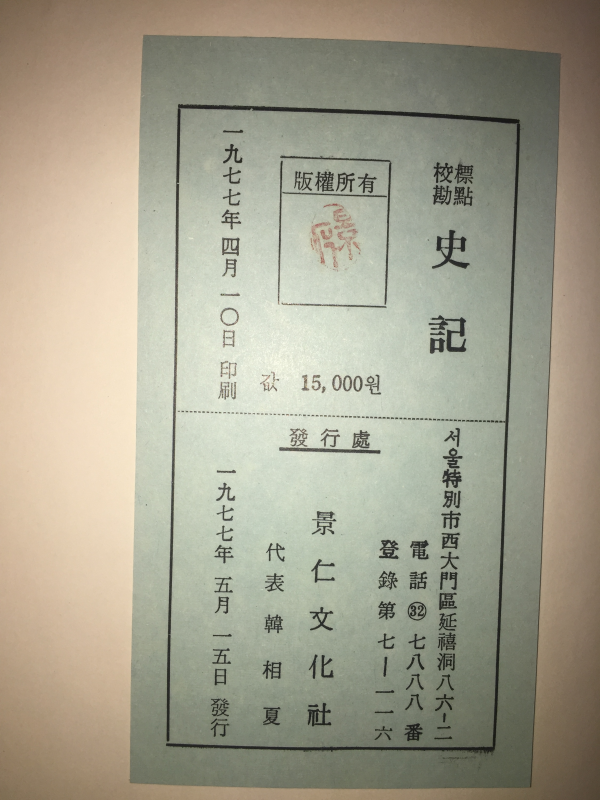 標點
校勘
史記
版權所有
값 15,000원
一九七七年 四月 一〇日 印刷
서울特別市西大門區延禧洞八六-二
電話㉜七八八八番
登錄第七-一一六
發行處
景仁文化社
代表韓相夏
一九七七年 五月 一五日 發行